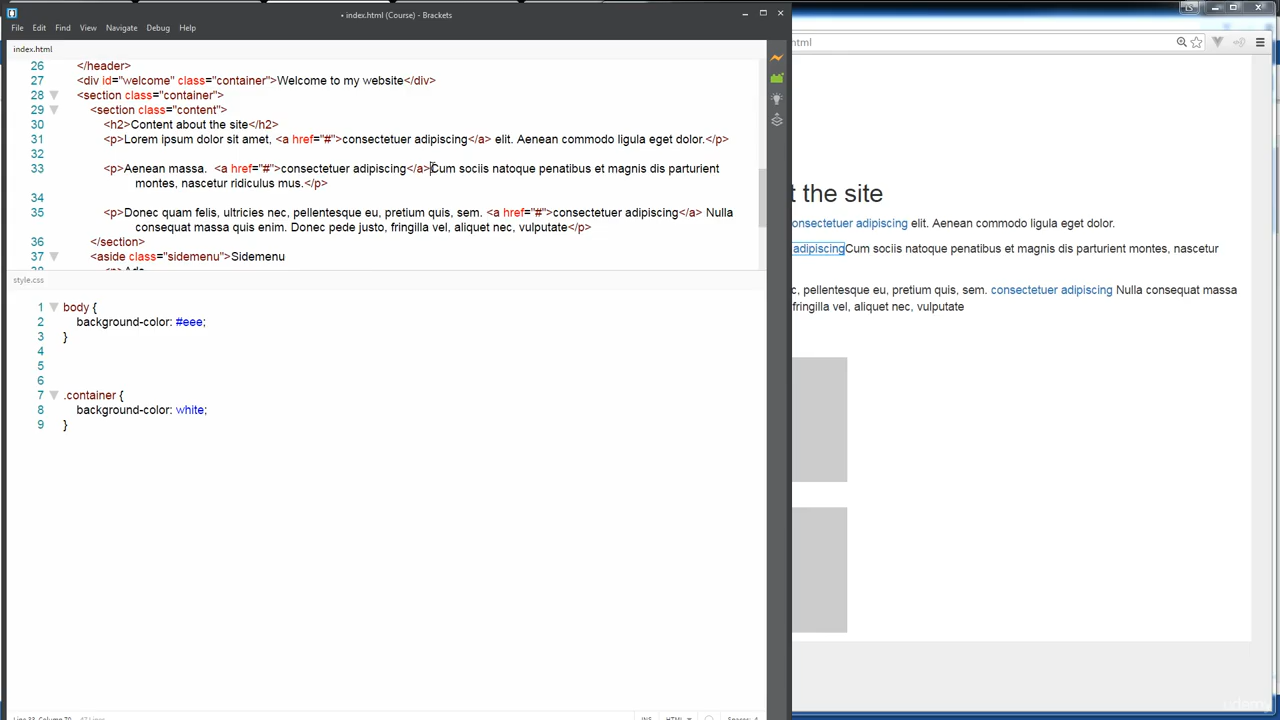 • index.html (Course) - Brackets
File Edit Find View Navigate Debug Help
index.html
26 </header>
27 <div id="welcome" class="container">Welcome to my website</div>
28 <section class="container">
29 <section class="content">
30 <h2>Content about the site</h2>
31 <p>Lorem ipsum dolor sit amet, <a href="#">consectetuer adipiscing</a> elit. Aenean commodo ligula eget dolor.</p>
32
33 <p>Aenean massa.  <a href="#">consectetuer adipiscing</a>Cum sociis natoque penatibus et magnis dis parturient
montes, nascetur ridiculus mus.</p>
34
35 <p>Donec quam felis, ultricies nec, pellentesque eu, pretium quis, sem. <a href="#">consectetuer adipiscing</a> Nulla
consequat massa quis enim. Donec pede justo, fringilla vel, aliquet nec, vulputate</p>
36 </section>
37 <aside class="sidemenu">Sidemenu
style.css
1 body {
2 background-color: #eee;
3 }
4
5
6
7 .container {
8 background-color: white;
9 }
html
t the site
onsectetuer adipiscing elit. Aenean commodo ligula eget dolor.
adipiscingCum sociis natoque penatibus et magnis dis parturient montes, nascetur
c, pellentesque eu, pretium quis, sem. consectetuer adipiscing Nulla consequat massa
fringilla vel, aliquet nec, vulputate
udemy